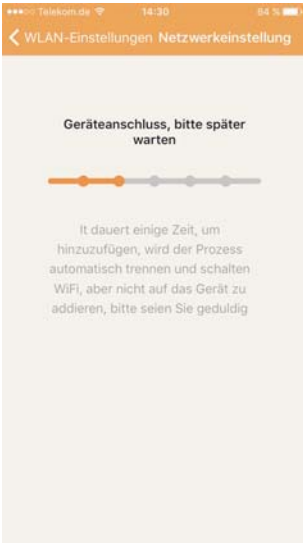 Telekom.de 14:30 64 %
WLAN-Einstellungen Netzwerkeinstellung
Geräteanschluss, bitte später
warten
It dauert einige Zeit, um
hinzuzufügen, wird der Prozess
automatisch trennen und schalten
WiFi, aber nicht auf das Gerät zu
addieren, bitte seien Sie geduldig